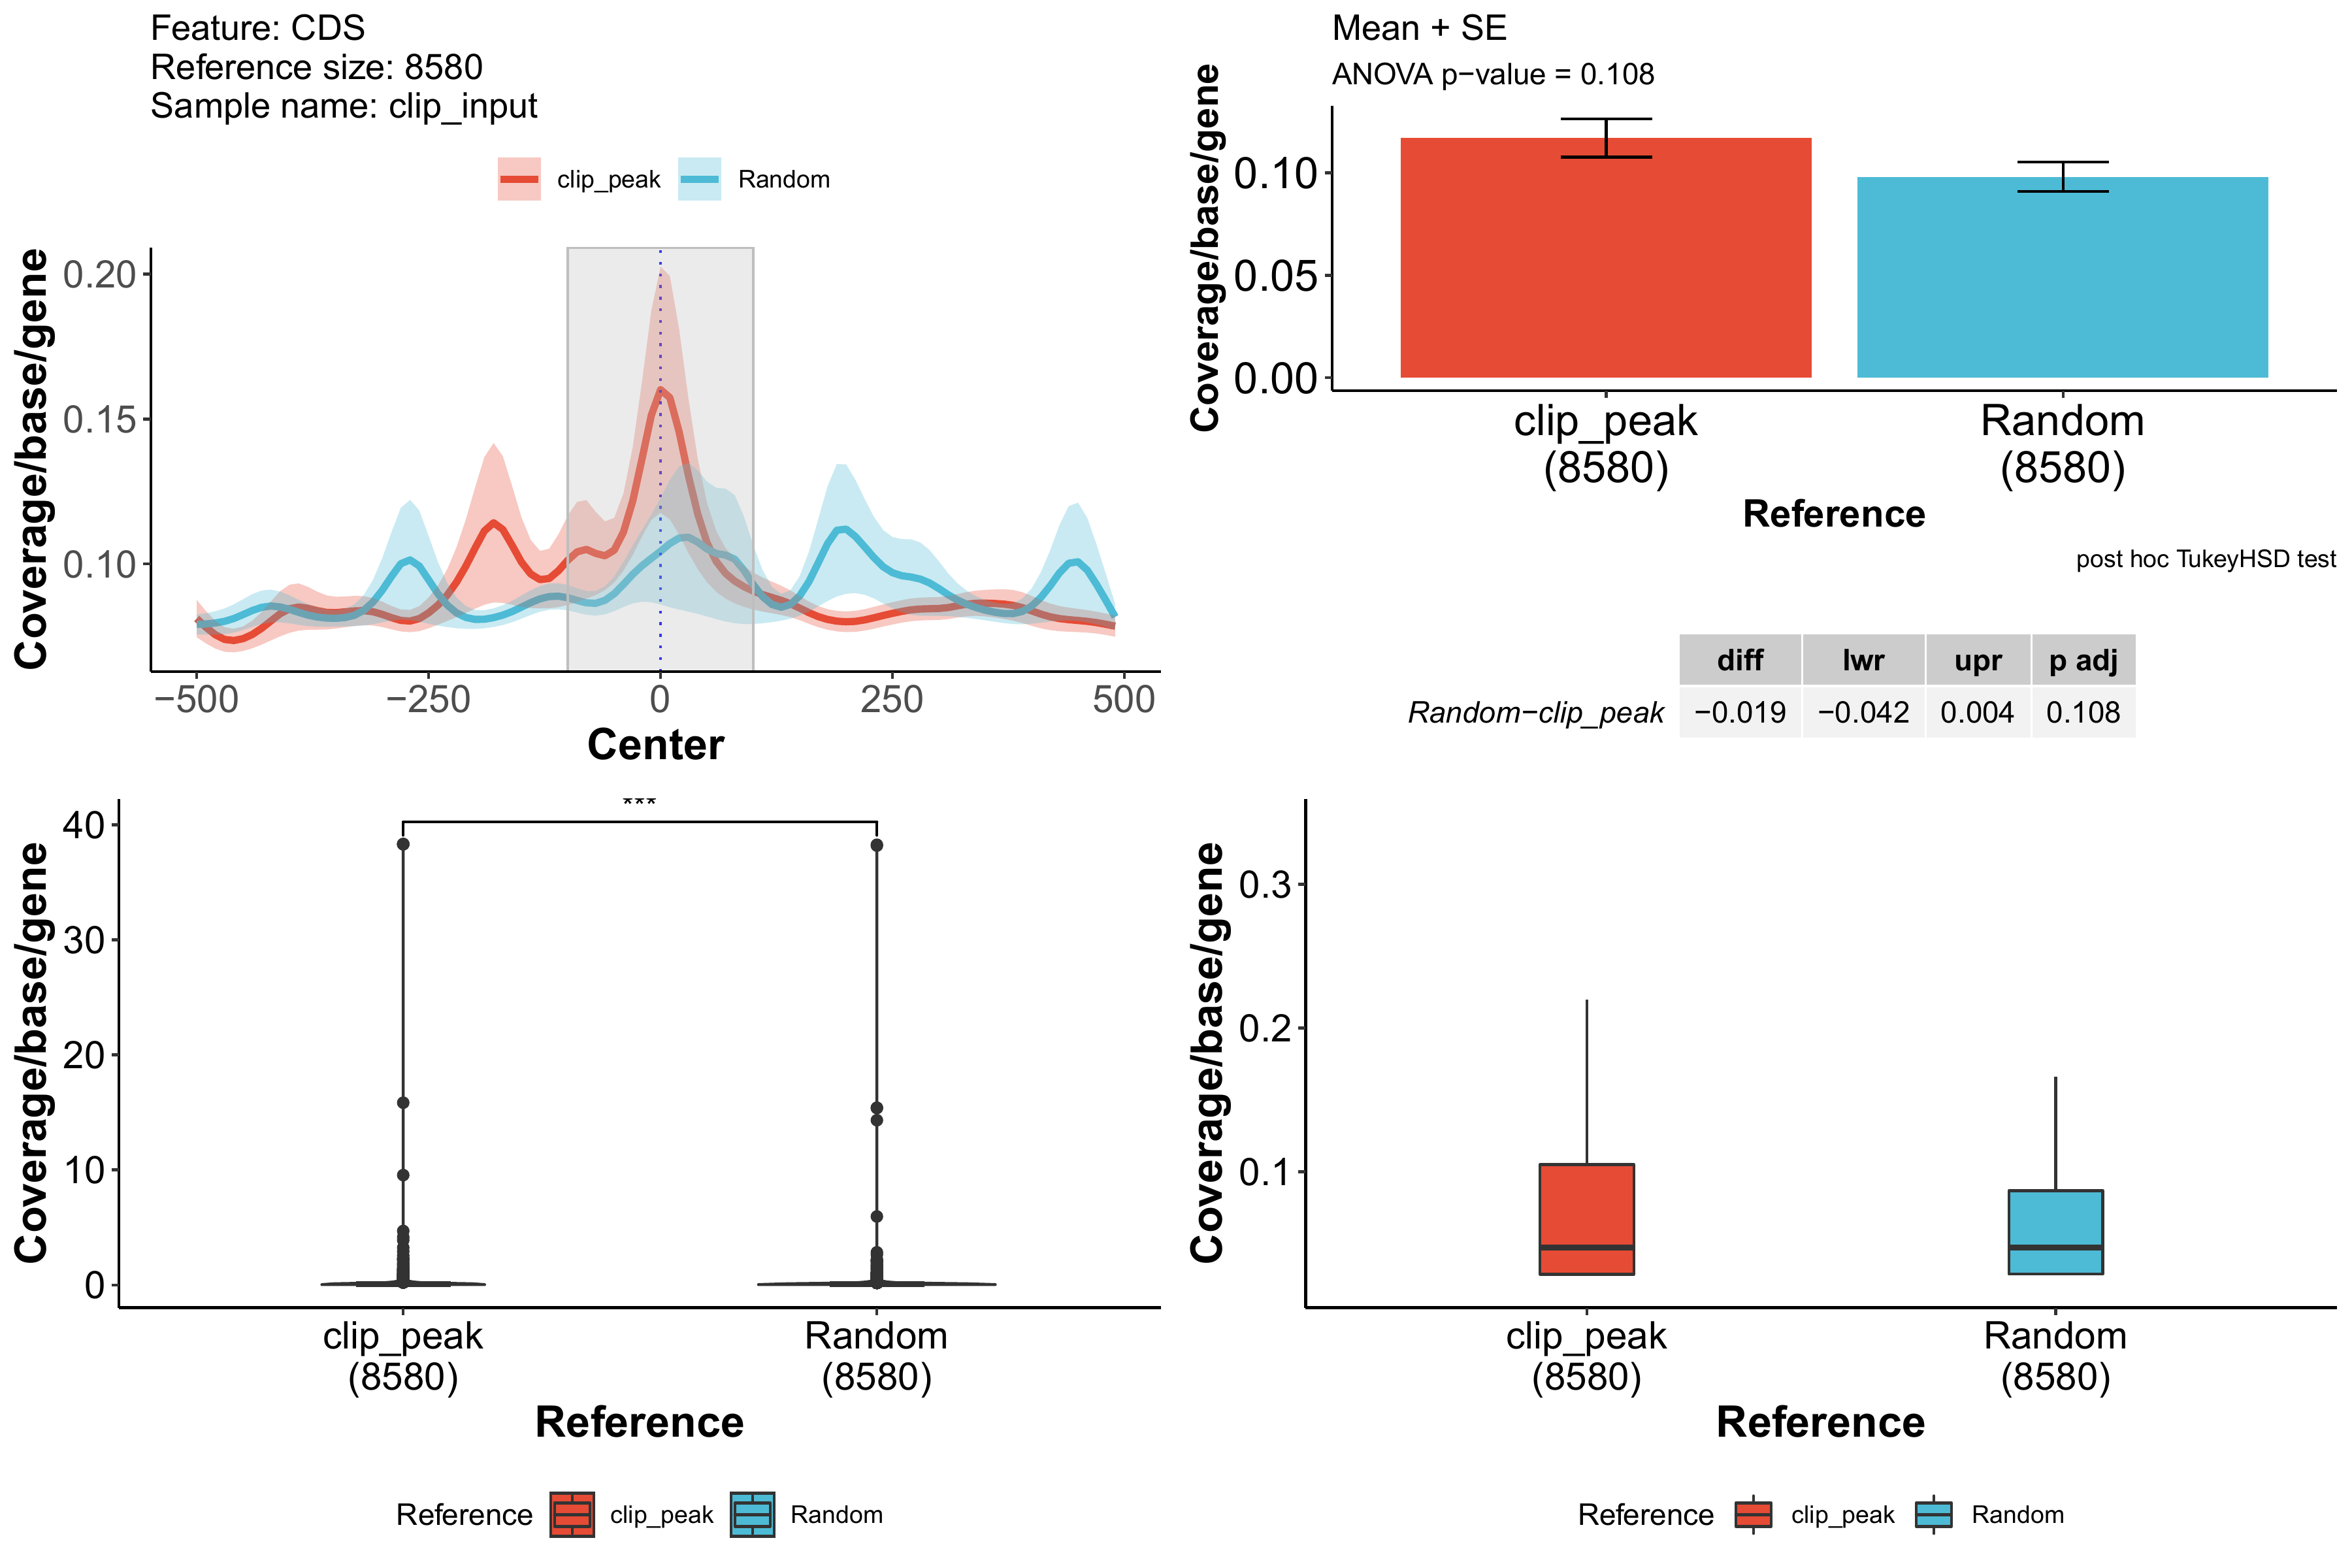 Feature: CDS
Reference size: 8580
Sample name: clip_input
clip_peak
Random
Coverage/base/gene
0.20
0.15
0.10
−500
−250
0
250
500
Center
Mean + SE
ANOVA p−value = 0.108
Coverage/base/gene
0.10
0.05
0.00
clip_peak
(8580)
Random
(8580)
Reference
post hoc TukeyHSD test
diff lwr upr p adj
Random−clip_peak −0.019 −0.042 0.004 0.108
Coverage/base/gene
40
30
20
10
0
***
clip_peak
(8580)
Random
(8580)
Reference
Reference clip_peak Random
Coverage/base/gene
0.3
0.2
0.1
clip_peak
(8580)
Random
(8580)
Reference
Reference clip_peak Random